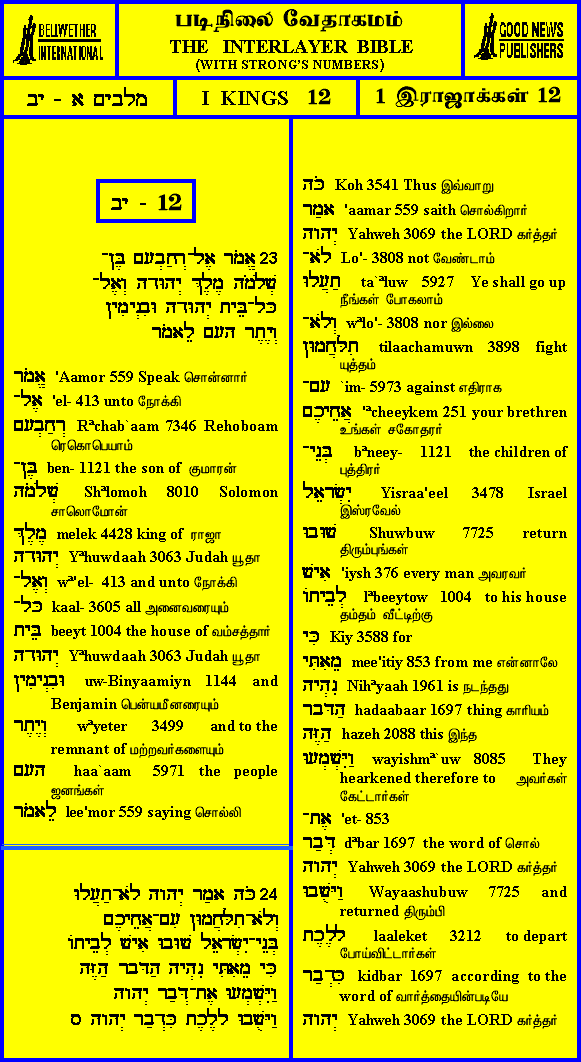 BELLWETHER
INTERNATIONAL
படிநிலை வேதாகமம்
THE INTERLAYER BIBLE
(WITH STRONG'S NUMBERS)
GOOD NEWS
PUBLISHERS
מלבים א - יב
I KINGS 12
1 இராஜாக்கள் 12
יב - 12
23 אֱמֹר אֶל־רְחַבְעָם בֶּן־
שְׁלֹמֹה מֶלֶךְ יְהוּדָה וְאֶל־
כָּל־בֵּית יְהוּדָה וּבִנְיָמִין
וְיֶתֶר הָעָם לֵאמֹר
אֱמֹר 'Aamor 559 Speak சொன்னார்
אֶל־ 'el- 413 unto நோக்கி
רְחַבְעָם Rᵃchab`aam 7346 Rehoboam
ரெகொபெயாம்
בֶּן־ ben- 1121 the son of குமாரன்
שְׁלֹמֹה Shᵃlomoh 8010 Solomon
சாலொமோன்
מֶלֶךְ melek 4428 king of ராஜா
יְהוּדָה Yᵃhuwdaah 3063 Judah யூதா
וְאֶל־ wᵃ'el- 413 and unto நோக்கி
כָּל־ kaal- 3605 all அனைவரையும்
בֵּית beeyt 1004 the house of வம்சத்தார்
יְהוּדָה Yᵃhuwdaah 3063 Judah யூதா
וּבִנְיָמִין uw-Binyaamiyn 1144 and
Benjamin பென்யமீனரையும்
וְיֶתֶר wᵃyeter 3499 and to the
remnant of மற்றவர்களையும்
הָעָם haa`aam 5971 the people
ஜனங்கள்
לֵאמֹר lee'mor 559 saying சொல்லி
24 כֹּה אָמַר יְהוָה לֹא־תַעֲלוּ
וְלֹא־תִלָּחֲמוּן עִם־אֲחֵיכֶם
בְּנֵי־יִשְׂרָאֵל שׁוּבוּ אִישׁ לְבֵיתוֹ
כִּי מֵאִתִּי נִהְיָה הַדָּבָר הַזֶּה
וַיִּשְׁמְעוּ אֶת־דְּבַר יְהוָה
וַיָּשֻׁבוּ לָלֶכֶת כִּדְבַר יְהוָה ס
כֹּה Koh 3541 Thus இவ்வாறு
אָמַר 'aamar 559 saith சொல்கிறார்
יְהוָה Yahweh 3069 the LORD கர்த்தர்
לֹא־ Lo'- 3808 not வேண்டாம்
תַעֲלוּ ta`ᵃluw 5927 Ye shall go up
நீங்கள் போகலாம்
וְלֹא־ wᵃlo'- 3808 nor இல்லை
תִלָּחֲמוּן tilaachamuwn 3898 fight
யுத்தம்
עִם־ `im- 5973 against எதிராக
אֲחֵיכֶם 'ᵃcheeykem 251 your brethren
உங்கள் சகோதரர்
בְּנֵי־ bᵃneey- 1121 the children of
புத்திரர்
יִשְׂרָאֵל Yisraa'eel 3478 Israel
இஸ்ரவேல்
שׁוּבוּ Shuwbuw 7725 return
திரும்புங்கள்
אִישׁ 'iysh 376 every man அவரவர்
לְבֵיתוֹ lᵃbeeytow 1004 to his house
தம்தம் வீட்டிற்கு
כִּי Kiy 3588 for
מֵאִתִּי mee'itiy 853 from me என்னாலே
נִהְיָה Nihᵃyaah 1961 is நடந்தது
הַדָּבָר hadaabaar 1697 thing காரியம்
הַזֶּה hazeh 2088 this இந்த
וַיִּשְׁמְעוּ wayishmᵃ`uw 8085 They
hearkened therefore to அவர்கள்
கேட்டார்கள்
אֶת־ 'et- 853
דְּבַר dᵃbar 1697 the word of சொல்
יְהוָה Yahweh 3069 the LORD கர்த்தர்
וַיָּשֻׁבוּ Wayaashubuw 7725 and
returned திரும்பி
לָלֶכֶת laaleket 3212 to depart
போய்விட்டார்கள்
כִּדְבַר kidbar 1697 according to the
word of வார்த்தையின்படியே
יְהוָה Yahweh 3069 the LORD கர்த்தர்